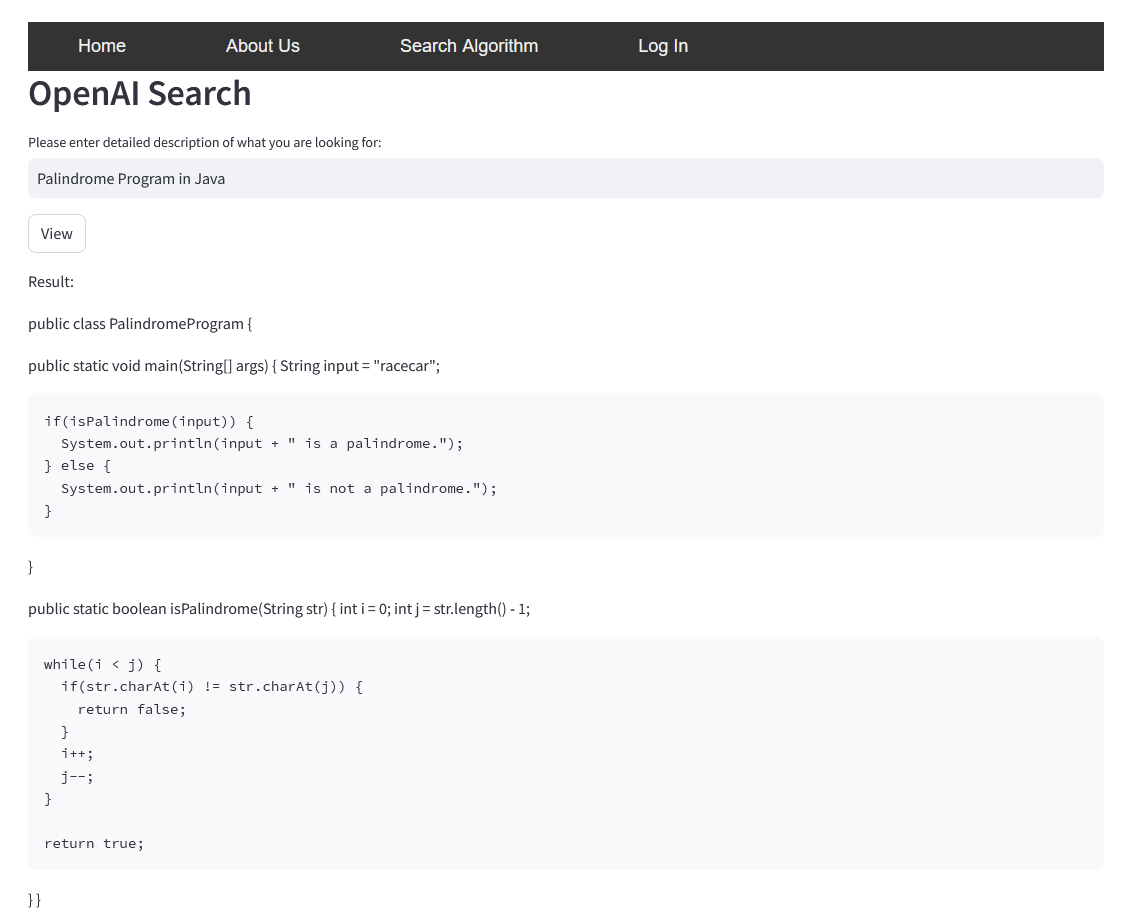 Home About Us Search Algorithm Log In
OpenAI Search
Please enter detailed description of what you are looking for:
Palindrome Program in Java
View
Result:
public class PalindromeProgram {
public static void main(String[] args) { String input = "racecar";
if(isPalindrome(input)) {
  System.out.println(input + " is a palindrome.");
} else {
  System.out.println(input + " is not a palindrome.");
}
}
public static boolean isPalindrome(String str) { int i = 0; int j = str.length() - 1;
while(i < j) {
  if(str.charAt(i) != str.charAt(j)) {
    return false;
  }
  i++;
  j--;
}
return true;
}}